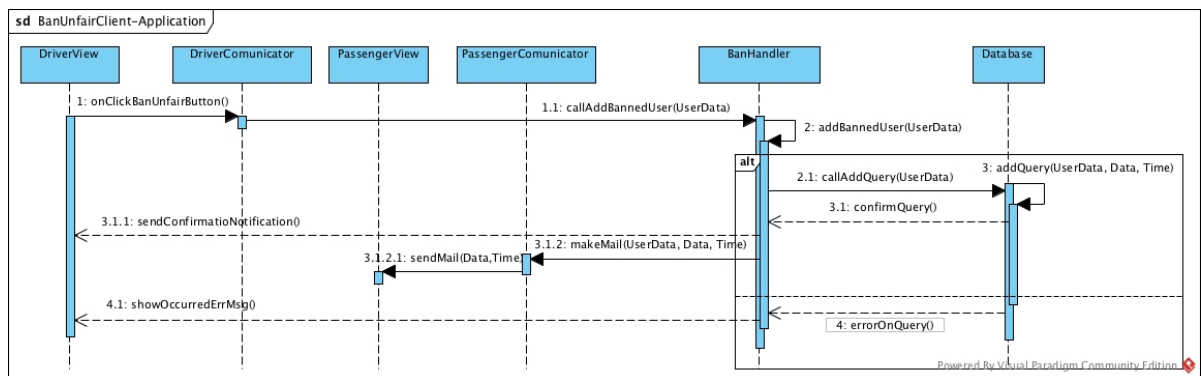 sd BanUnfairClient-Application
DriverView
DriverComunicator
PassengerView
PassengerComunicator
BanHandler
Database
1: onClickBanUnfairButton()
1.1: callAddBannedUser(UserData)
2: addBannedUser(UserData)
alt
3: addQuery(UserData, Data, Time)
2.1: callAddQuery(UserData)
3.1: confirmQuery()
3.1.1: sendConfirmatioNotification()
3.1.2: makeMail(UserData, Data, Time)
3.1.2.1: sendMail(Data,Time)
4.1: showOccurredErrMsg()
4: errorOnQuery()
Powered By Visual Paradigm Community Edition